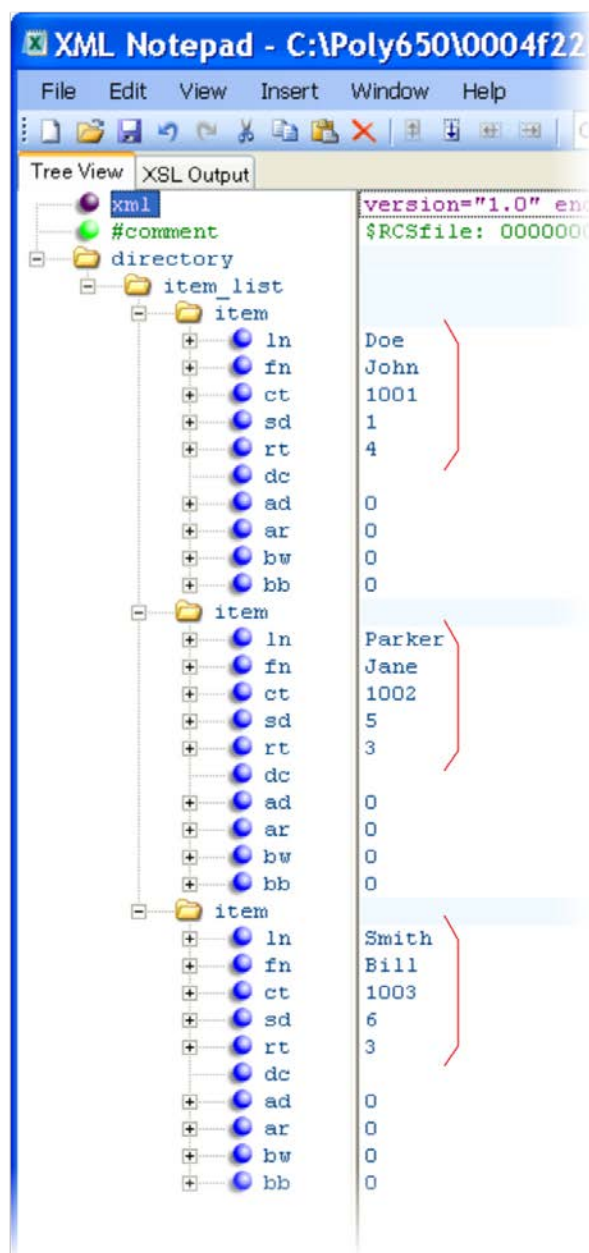 XML Notepad - C:\Poly650\0004f22
File Edit View Insert Window Help
Tree View XSL Output
xml version="1.0" enc
#comment $RCSfile: 0000000
directory
item_list
item
ln Doe
fn John
ct 1001
sd 1
rt 4
dc
ad 0
ar 0
bw 0
bb 0
item
ln Parker
fn Jane
ct 1002
sd 5
rt 3
dc
ad 0
ar 0
bw 0
bb 0
item
ln Smith
fn Bill
ct 1003
sd 6
rt 3
dc
ad 0
ar 0
bw 0
bb 0